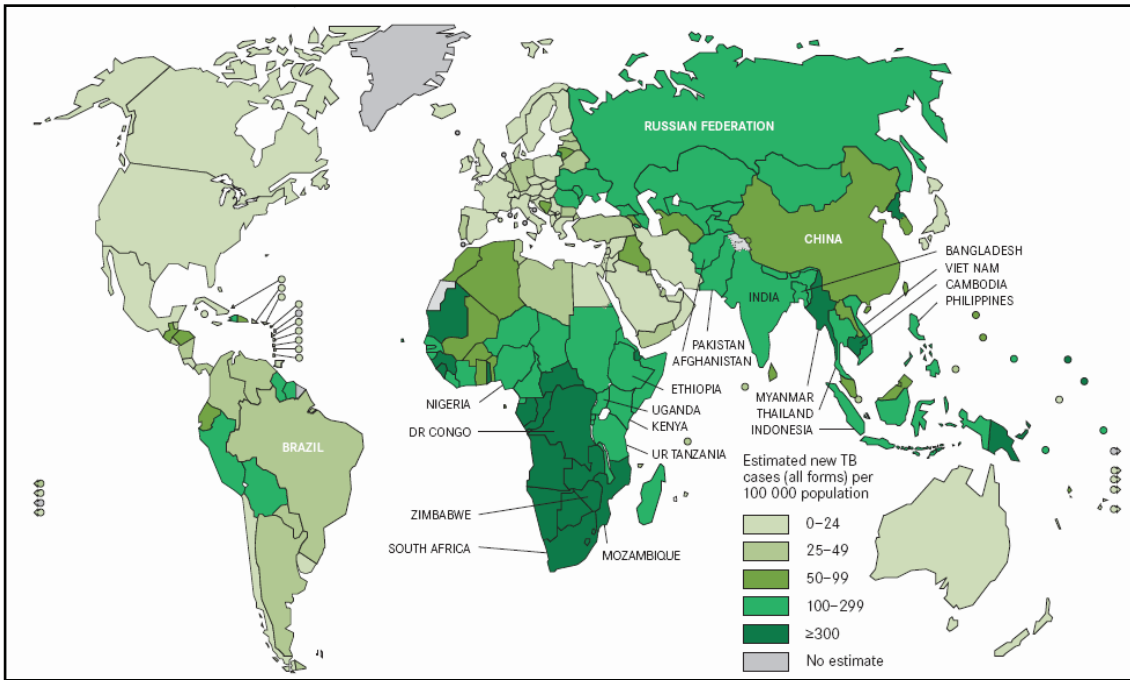 RUSSIAN FEDERATION
CHINA
BANGLADESH
VIET NAM
CAMBODIA
PHILIPPINES
INDIA
PAKISTAN
AFGHANISTAN
ETHIOPIA
NIGERIA
UGANDA
KENYA
DR CONGO
UR TANZANIA
MYANMAR
THAILAND
INDONESIA
BRAZIL
ZIMBABWE
SOUTH AFRICA
MOZAMBIQUE
Estimated new TB
cases (all forms) per
100 000 population
0–24
25–49
50–99
100–299
≥300
No estimate